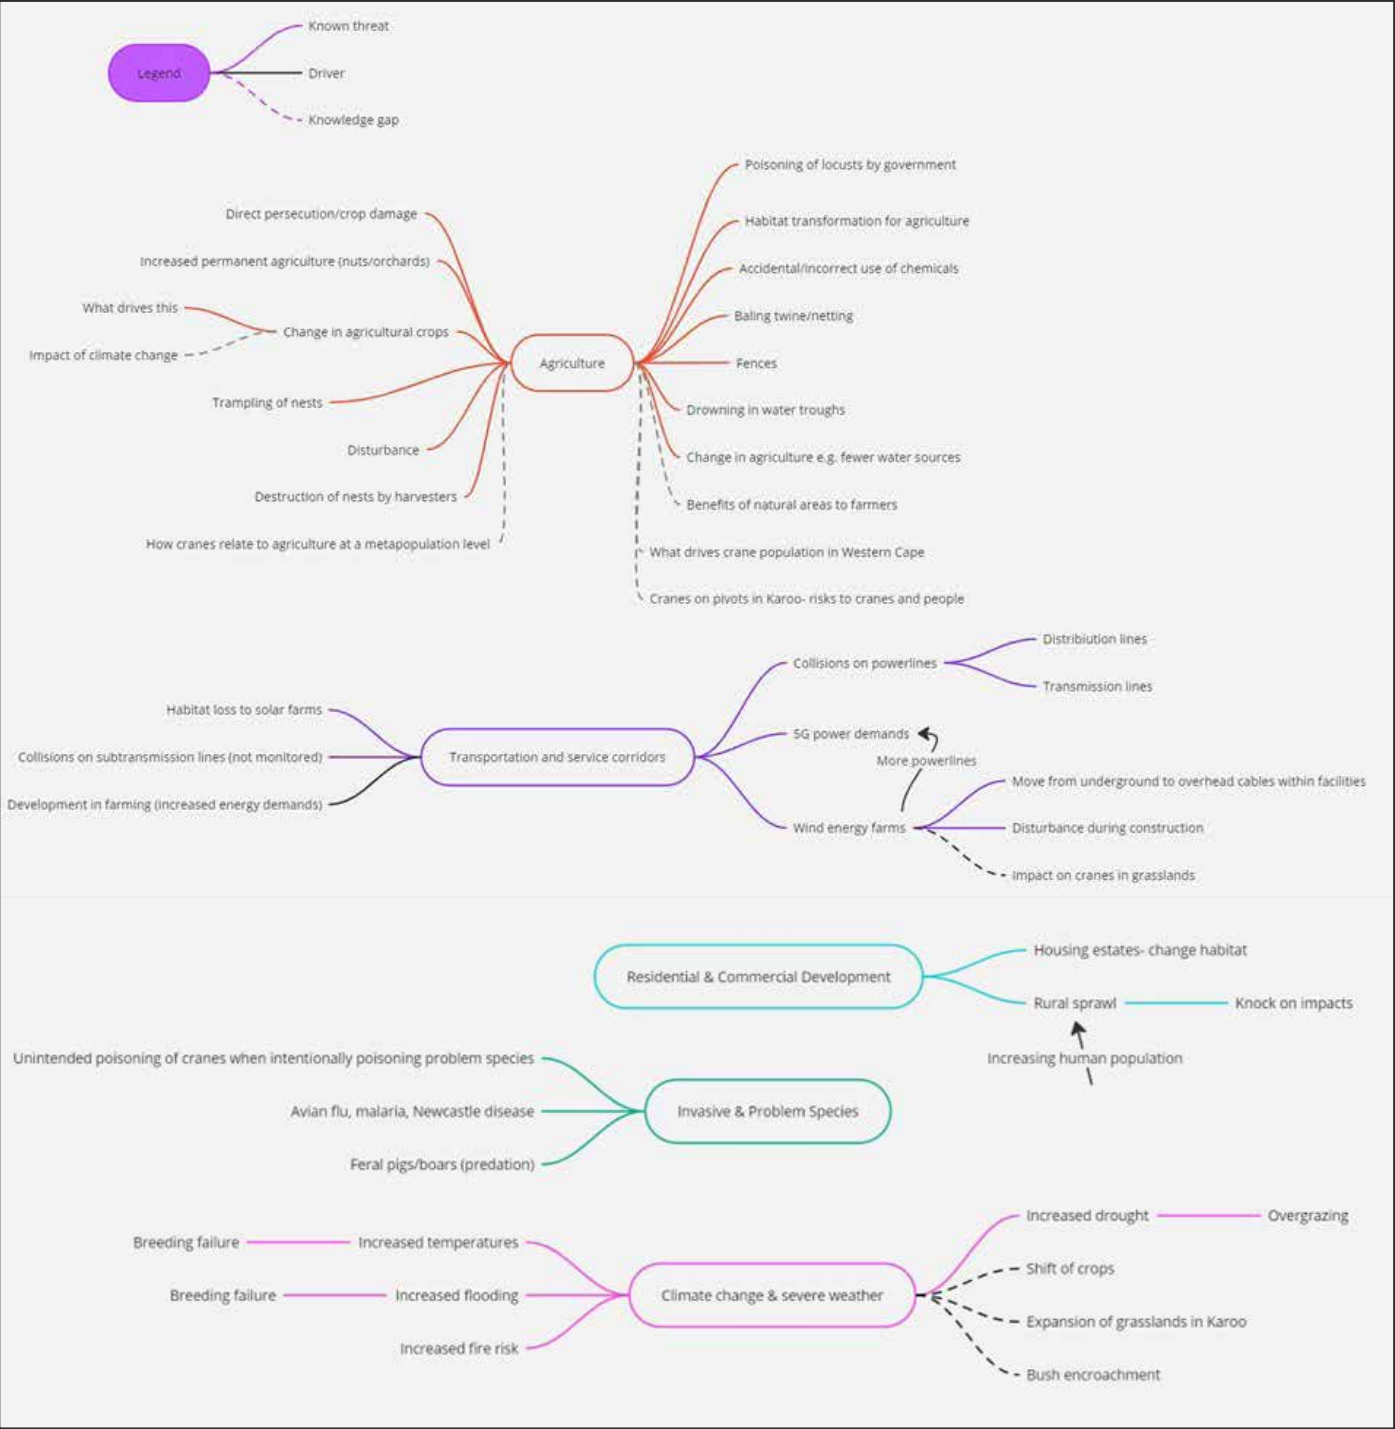 Known threat
Legend
Driver
Knowledge gap
Direct persecution/crop damage
Increased permanent agriculture (nuts/orchards)
What drives this
Impact of climate change
Change in agricultural crops
Trampling of nests
Disturbance
Destruction of nests by harvesters
How cranes relate to agriculture at a metapopulation level
Agriculture
Poisoning of locusts by government
Habitat transformation for agriculture
Accidental/incorrect use of chemicals
Baling twine/netting
Fences
Drowning in water troughs
Change in agriculture e.g. fewer water sources
Benefits of natural areas to farmers
What drives crane population in Western Cape
Cranes on pivots in Karoo- risks to cranes and people
Habitat loss to solar farms
Collisions on subtransmission lines (not monitored)
Development in farming (increased energy demands)
Transportation and service corridors
Collisions on powerlines
Distribiution lines
Transmission lines
5G power demands
More powerlines
Wind energy farms
Move from underground to overhead cables within facilities
Disturbance during construction
Impact on cranes in grasslands
Residential & Commercial Development
Housing estates- change habitat
Rural sprawl
Knock on impacts
Increasing human population
Unintended poisoning of cranes when intentionally poisoning problem species
Avian flu, malaria, Newcastle disease
Feral pigs/boars (predation)
Invasive & Problem Species
Breeding failure
Increased temperatures
Breeding failure
Increased flooding
Increased fire risk
Climate change & severe weather
Increased drought
Overgrazing
Shift of crops
Expansion of grasslands in Karoo
Bush encroachment